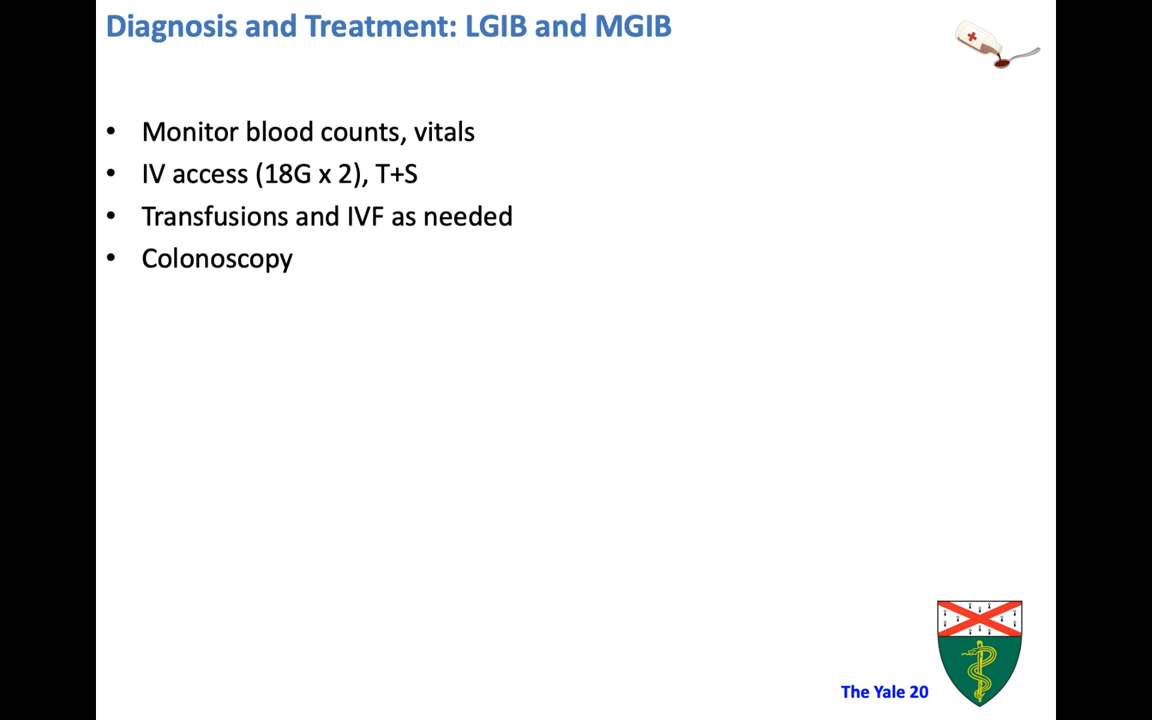 Diagnosis and Treatment: LGIB and MGIB
• Monitor blood counts, vitals
• IV access (18G x 2), T+S
• Transfusions and IVF as needed
• Colonoscopy
The Yale 20